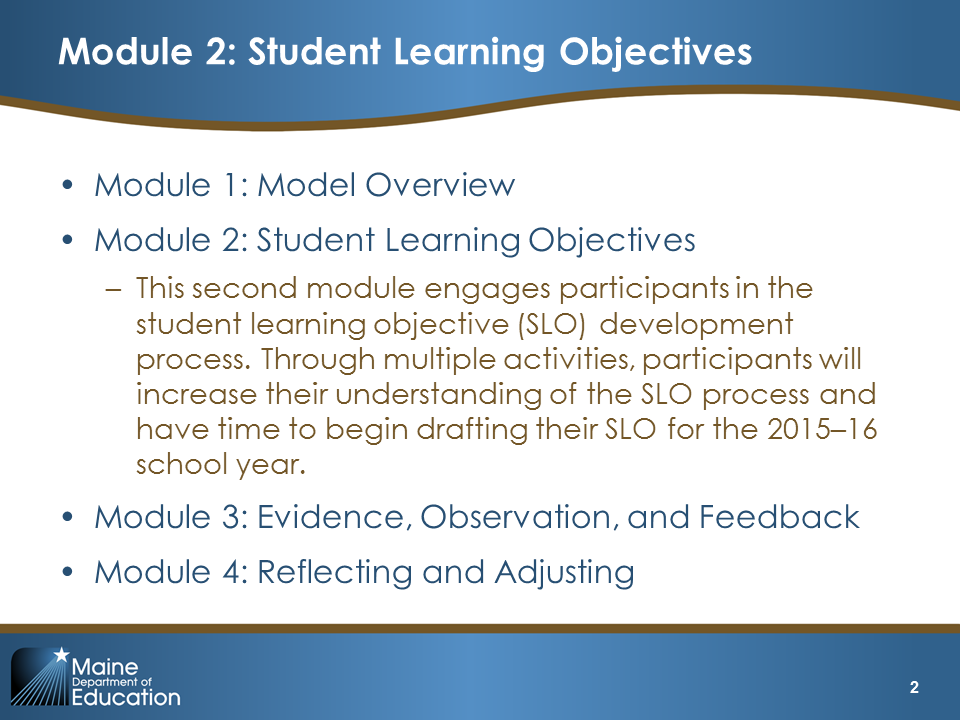 Module 2: Student Learning Objectives
• Module 1: Model Overview
• Module 2: Student Learning Objectives
– This second module engages participants in the
student learning objective (SLO) development
process. Through multiple activities, participants will
increase their understanding of the SLO process and
have time to begin drafting their SLO for the 2015–16
school year.
• Module 3: Evidence, Observation, and Feedback
• Module 4: Reflecting and Adjusting
Maine
Department of
Education
2